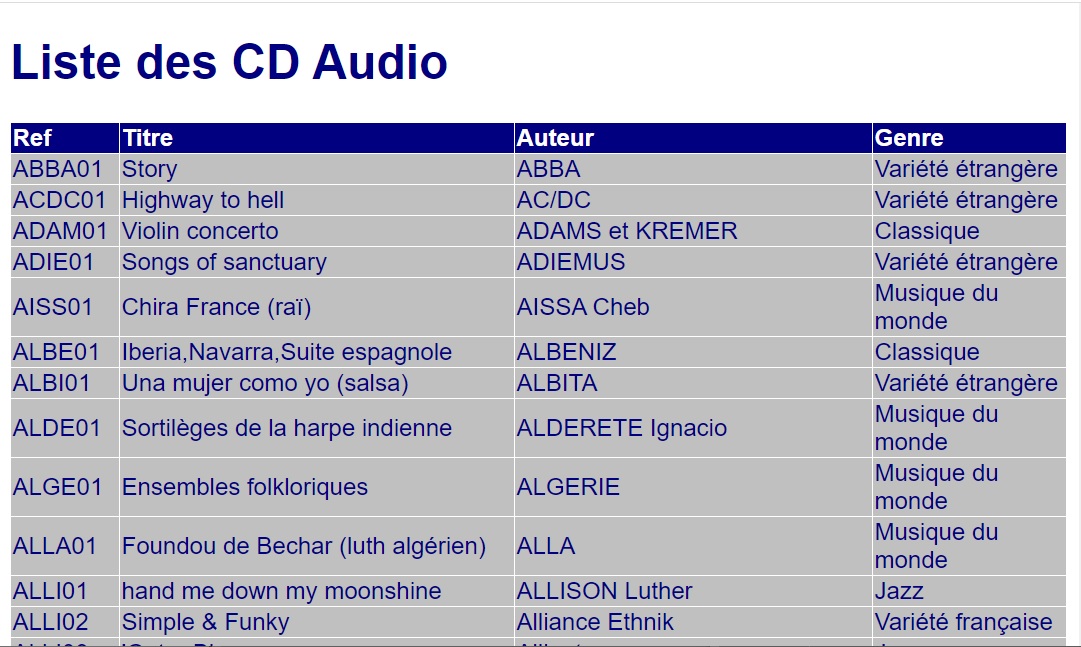 Liste des CD Audio
Ref Titre Auteur Genre
ABBA01 Story ABBA Variété étrangère
ACDC01 Highway to hell AC/DC Variété étrangère
ADAM01 Violin concerto ADAMS et KREMER Classique
ADIE01 Songs of sanctuary ADIEMUS Variété étrangère
AISS01 Chira France (raï) AISSA Cheb Musique du
monde
ALBE01 Iberia,Navarra,Suite espagnole ALBENIZ Classique
ALBI01 Una mujer como yo (salsa) ALBITA Variété étrangère
ALDE01 Sortilèges de la harpe indienne ALDERETE Ignacio Musique du
monde
ALGE01 Ensembles folkloriques ALGERIE Musique du
monde
ALLA01 Foundou de Bechar (luth algérien) ALLA Musique du
monde
ALLI01 hand me down my moonshine ALLISON Luther Jazz
ALLI02 Simple & Funky Alliance Ethnik Variété française